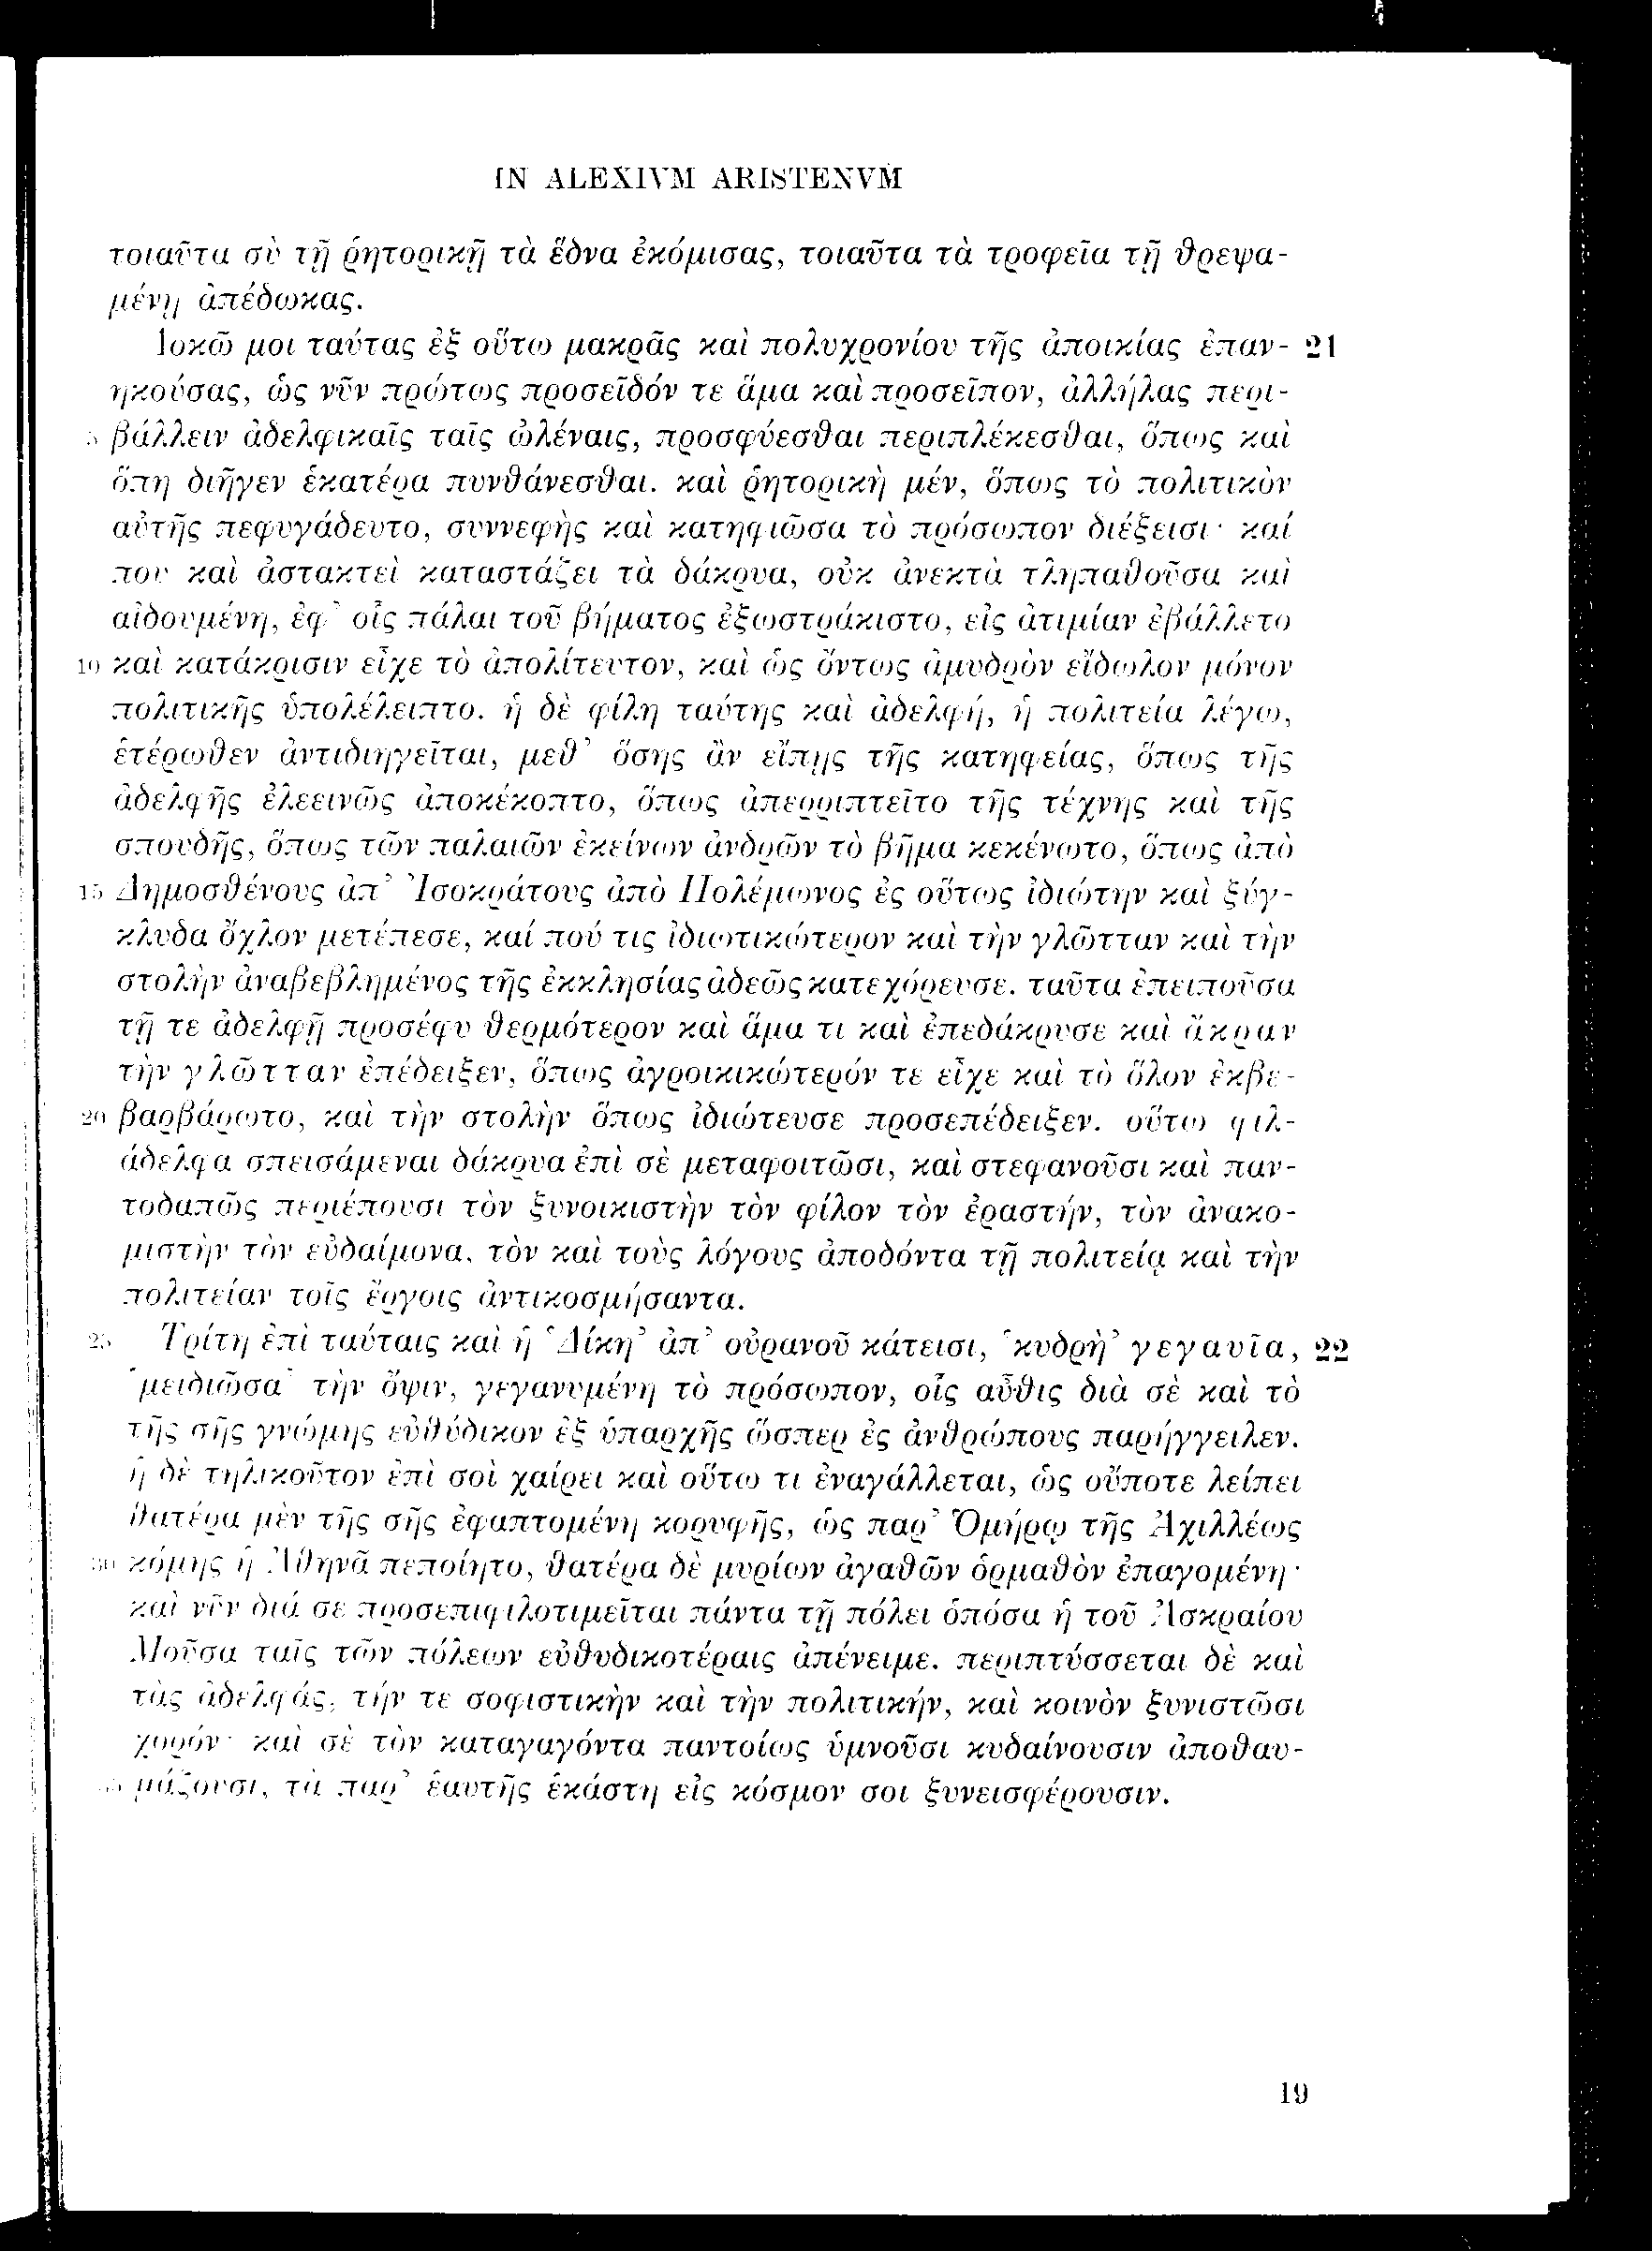 IN ALEXIVM ARISTENVM
τοιαῦτα σὺ τῇ ῥητορικῇ τὰ ἕδνα ἐκόμισας, τοιαῦτα τὰ τροφεῖα τῇ θρεψα-
μένῃ ἀπέδωκας.
Δοκῶ μοι ταύτας ἐξ οὕτω μακρᾶς καὶ πολυχρονίου τῆς ἀποικίας ἐπαν- 21
ηκούσας, ὡς νῦν πρώτως προσεῖδόν τε ἅμα καὶ προσεῖπον, ἀλλήλας περι-
5 βάλλειν ἀδελφικαῖς ταῖς ὠλέναις, προσφύεσθαι περιπλέκεσθαι, ὅπως καὶ
ὅπη διῆγεν ἑκατέρα πυνθάνεσθαι. καὶ ῥητορικὴ μέν, ὅπως τὸ πολιτικὸν
αὐτῆς πεφυγάδευτο, συννεφὴς καὶ κατηφιῶσα τὸ πρόσωπον διέξεισι· καί
που καὶ ἀστακτεὶ καταστάζει τὰ δάκρυα, οὐκ ἀνεκτὰ τληπαθοῦσα καὶ
αἰδουμένη, ἐφ’ οἷς πάλαι τοῦ βήματος ἐξωστράκιστο, εἰς ἀτιμίαν ἐβάλλετο
10 καὶ κατάκρισιν εἶχε τὸ ἀπολίτευτον, καὶ ὡς ὄντως ἀμυδρὸν εἴδωλον μόνον
πολιτικῆς ὑπολέλειπτο. ἡ δὲ φίλη ταύτης καὶ ἀδελφή, ἡ πολιτεία λέγω,
ἑτέρωθεν ἀντιδιηγεῖται, μεθ’ ὅσης ἂν εἴπῃς τῆς κατηφείας, ὅπως τῆς
ἀδελφῆς ἐλεεινῶς ἀποκέκοπτο, ὅπως ἀπερριπτεῖτο τῆς τέχνης καὶ τῆς
σπουδῆς, ὅπως τῶν παλαιῶν ἐκείνων ἀνδρῶν τὸ βῆμα κεκένωτο, ὅπως ἀπὸ
15 Δημοσθένους ἀπ’ Ἰσοκράτους ἀπὸ Πολέμωνος ἐς οὕτως ἰδιώτην καὶ ξύγ-
κλυδα ὄχλον μετέπεσε, καί πού τις ἰδιωτικώτερον καὶ τὴν γλῶτταν καὶ τὴν
στολὴν ἀναβεβλημένος τῆς ἐκκλησίας ἀδεῶς κατεχόρευσε. ταῦτα ἐπειποῦσα
τῇ τε ἀδελφῇ προσέφυ θερμότερον καὶ ἅμα τι καὶ ἐπεδάκρυσε καὶ ἄκραν
τὴν γλῶτταν ἐπέδειξεν, ὅπως ἀγροικικώτερόν τε εἶχε καὶ τὸ ὅλον ἐκβε-
20 βαρβάρωτο, καὶ τὴν στολὴν ὅπως ἰδιώτευσε προσεπέδειξεν. οὕτω φιλ-
άδελφα σπεισάμεναι δάκρυα ἐπὶ σὲ μεταφοιτῶσι, καὶ στεφανοῦσι καὶ παν-
τοδαπῶς περιέπουσι τὸν ξυνοικιστὴν τὸν φίλον τὸν ἐραστήν, τὸν ἀνακο-
μιστὴν τὸν εὐδαίμονα, τὸν καὶ τοὺς λόγους ἀποδόντα τῇ πολιτείᾳ καὶ τὴν
πολιτείαν τοῖς ἔργοις ἀντικοσμήσαντα.
25 Τρίτη ἐπὶ ταύταις καὶ ἡ ‛Δίκη’ ἀπ’ οὐρανοῦ κάτεισι, ‛κυδρὴ’ γεγαυῖα, 22
‛μειδιῶσα’ τὴν ὄψιν, γεγανυμένη τὸ πρόσωπον, οἷς αὖθις διὰ σὲ καὶ τὸ
τῆς σῆς γνώμης εὐθύδικον ἐξ ὑπαρχῆς ὥσπερ ἐς ἀνθρώπους παρήγγειλεν.
ἡ δὲ τηλικοῦτον ἐπὶ σοὶ χαίρει καὶ οὕτω τι ἐναγάλλεται, ὡς οὔποτε λείπει
θατέρα μὲν τῆς σῆς ἐφαπτομένη κορυφῆς, ὡς παρ’ Ὁμήρῳ τῆς Ἀχιλλέως
30 κόμης ἡ Ἀθηνᾶ πεποίητο, θατέρα δὲ μυρίων ἀγαθῶν ὁρμαθὸν ἐπαγομένη·
καὶ νῦν διά σε προσεπιφιλοτιμεῖται πάντα τῇ πόλει ὁπόσα ἡ τοῦ Ἀσκραίου
Μοῦσα ταῖς τῶν πόλεων εὐθυδικοτέραις ἀπένειμε. περιπτύσσεται δὲ καὶ
τὰς ἀδελφάς, τήν τε σοφιστικὴν καὶ τὴν πολιτικήν, καὶ κοινὸν ξυνιστῶσι
χορόν· καὶ σὲ τὸν καταγαγόντα παντοίως ὑμνοῦσι κυδαίνουσιν ἀποθαυ-
35 μάζουσι, τὰ παρ’ ἑαυτῆς ἑκάστη εἰς κόσμον σοι ξυνεισφέρουσιν.
19